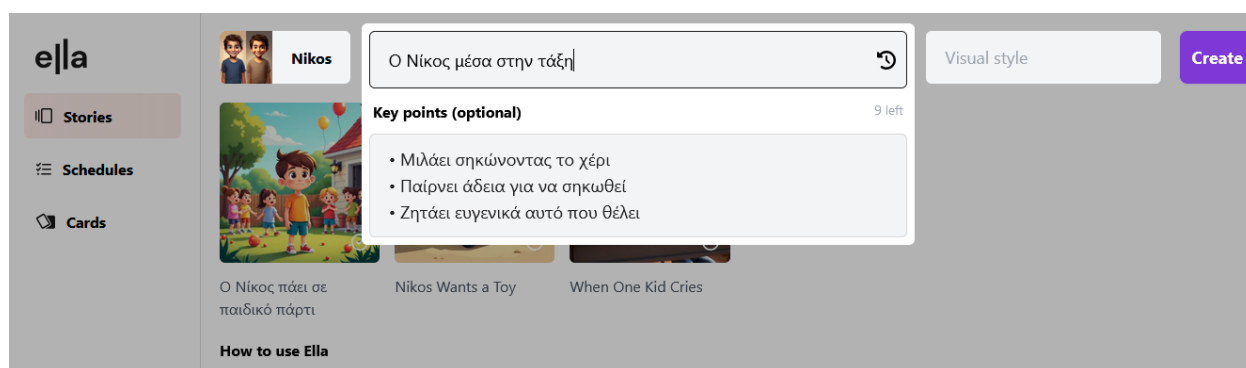 ella
Nikos
Ο Νίκος μέσα στην τάξη
Visual style
Create
Stories
Schedules
Cards
Key points (optional)
9 left
• Μιλάει σηκώνοντας το χέρι
• Παίρνει άδεια για να σηκωθεί
• Ζητάει ευγενικά αυτό που θέλει
Ο Νίκος πάει σε
παιδικό πάρτι
Nikos Wants a Toy
When One Kid Cries
How to use Ella